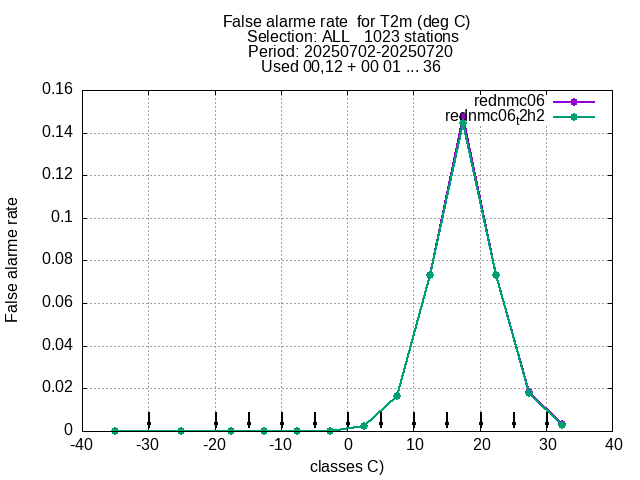 False alarme rate  for T2m (deg C)
Selection: ALL   1023 stations
Period: 20250702-20250720
Used 00,12 + 00 01 ... 36
0.16
0.14
0.12
0.1
0.08
0.06
0.04
0.02
0
False alarme rate
rednmc06
rednmc06t2h2
-40 -30 -20 -10 0 10 20 30 40
classes C)